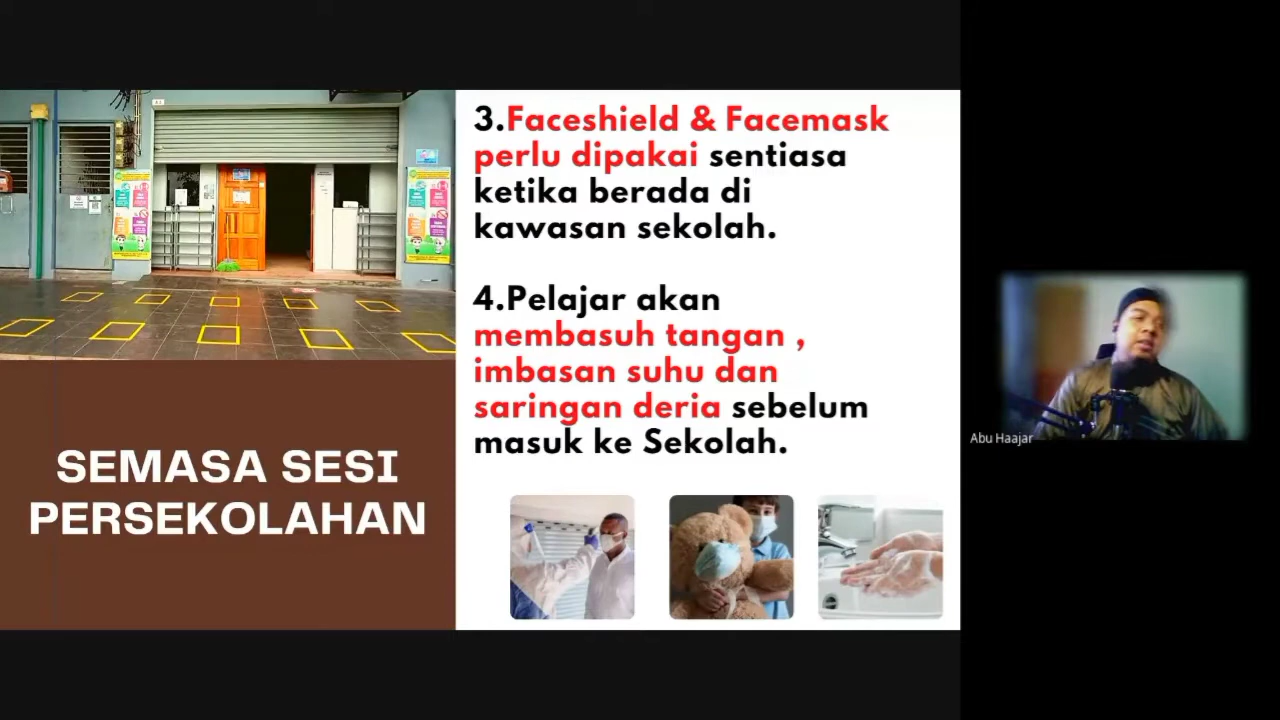 3.Faceshield & Facemask
perlu dipakai sentiasa
ketika berada di
kawasan sekolah.
4.Pelajar akan
membasuh tangan ,
imbasan suhu dan
saringan deria sebelum
masuk ke Sekolah.
SEMASA SESI
PERSEKOLAHAN
Abu Haajar